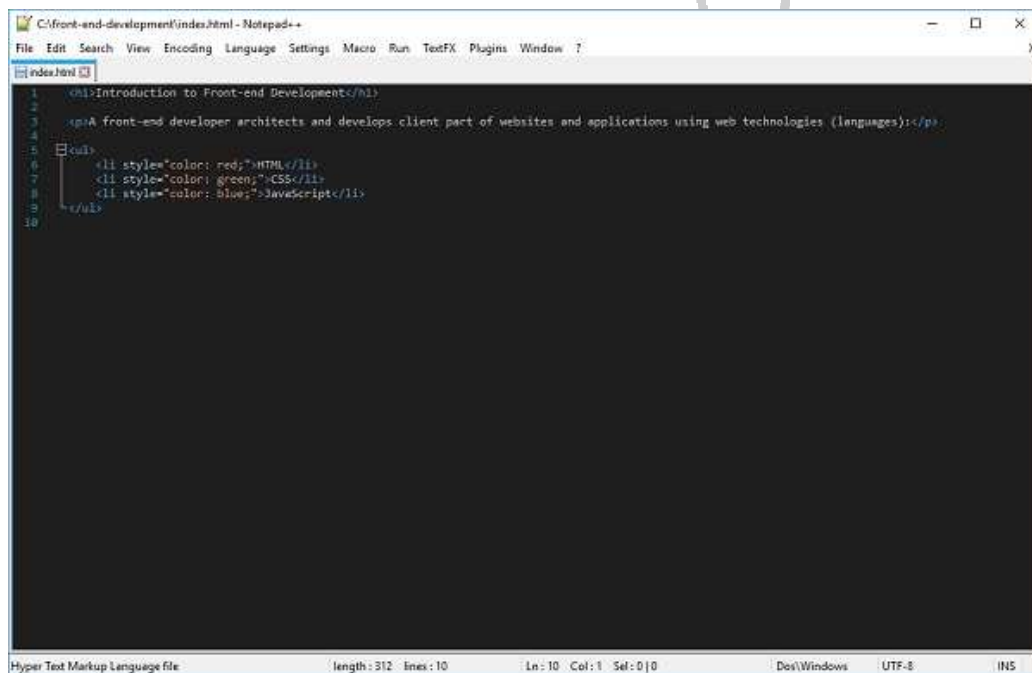 C:\front-end-development\index.html - Notepad++
File Edit Search View Encoding Language Settings Macro Run TextFX Plugins Window ?
index.html
1 <h1>Introduction to Front-end Development</h1>
2
3 <p>A front-end developer architects and develops client part of websites and applications using web technologies (languages):</p>
4
5 <ul>
6 <li style="color: red;">HTML</li>
7 <li style="color: green;">CSS</li>
8 <li style="color: blue;">JavaScript</li>
9 </ul>
10
Hyper Text Markup Language file length : 312 lines : 10 Ln : 10 Col : 1 Sel : 0 | 0 Dos\Windows UTF-8 INS